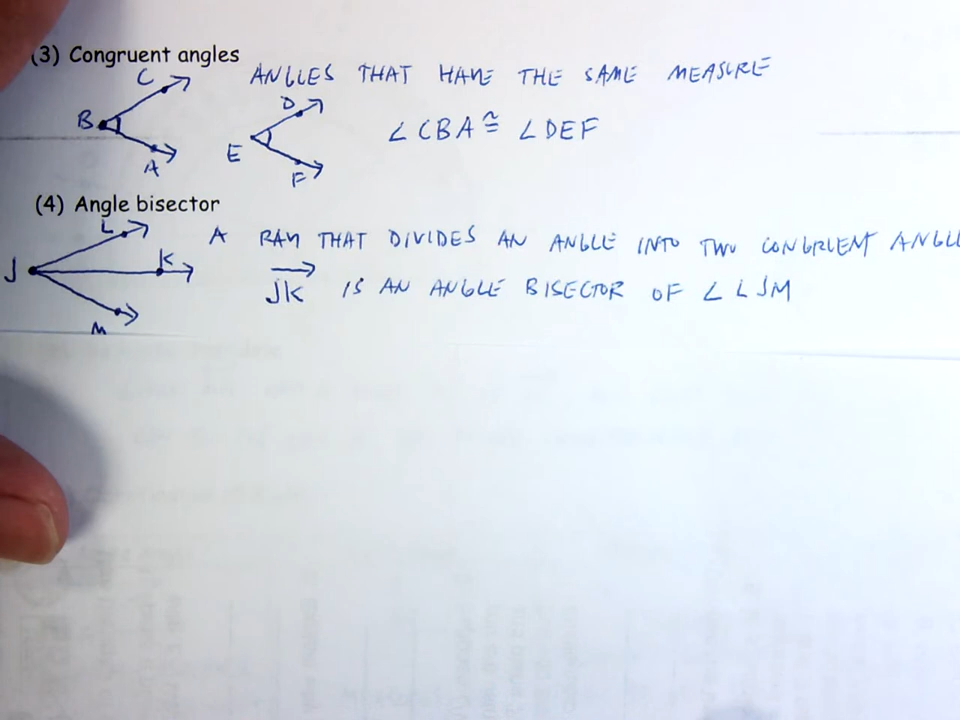 (3) Congruent angles
ANGLES THAT HAVE THE SAME MEASURE
C
B
A
D
E
F
∠CBA ≅ ∠DEF
(4) Angle bisector
L
J
K
M
A RAY THAT DIVIDES AN ANGLE INTO TWO CONGRUENT ANGLE
JK IS AN ANGLE BISECTOR OF ∠LJM